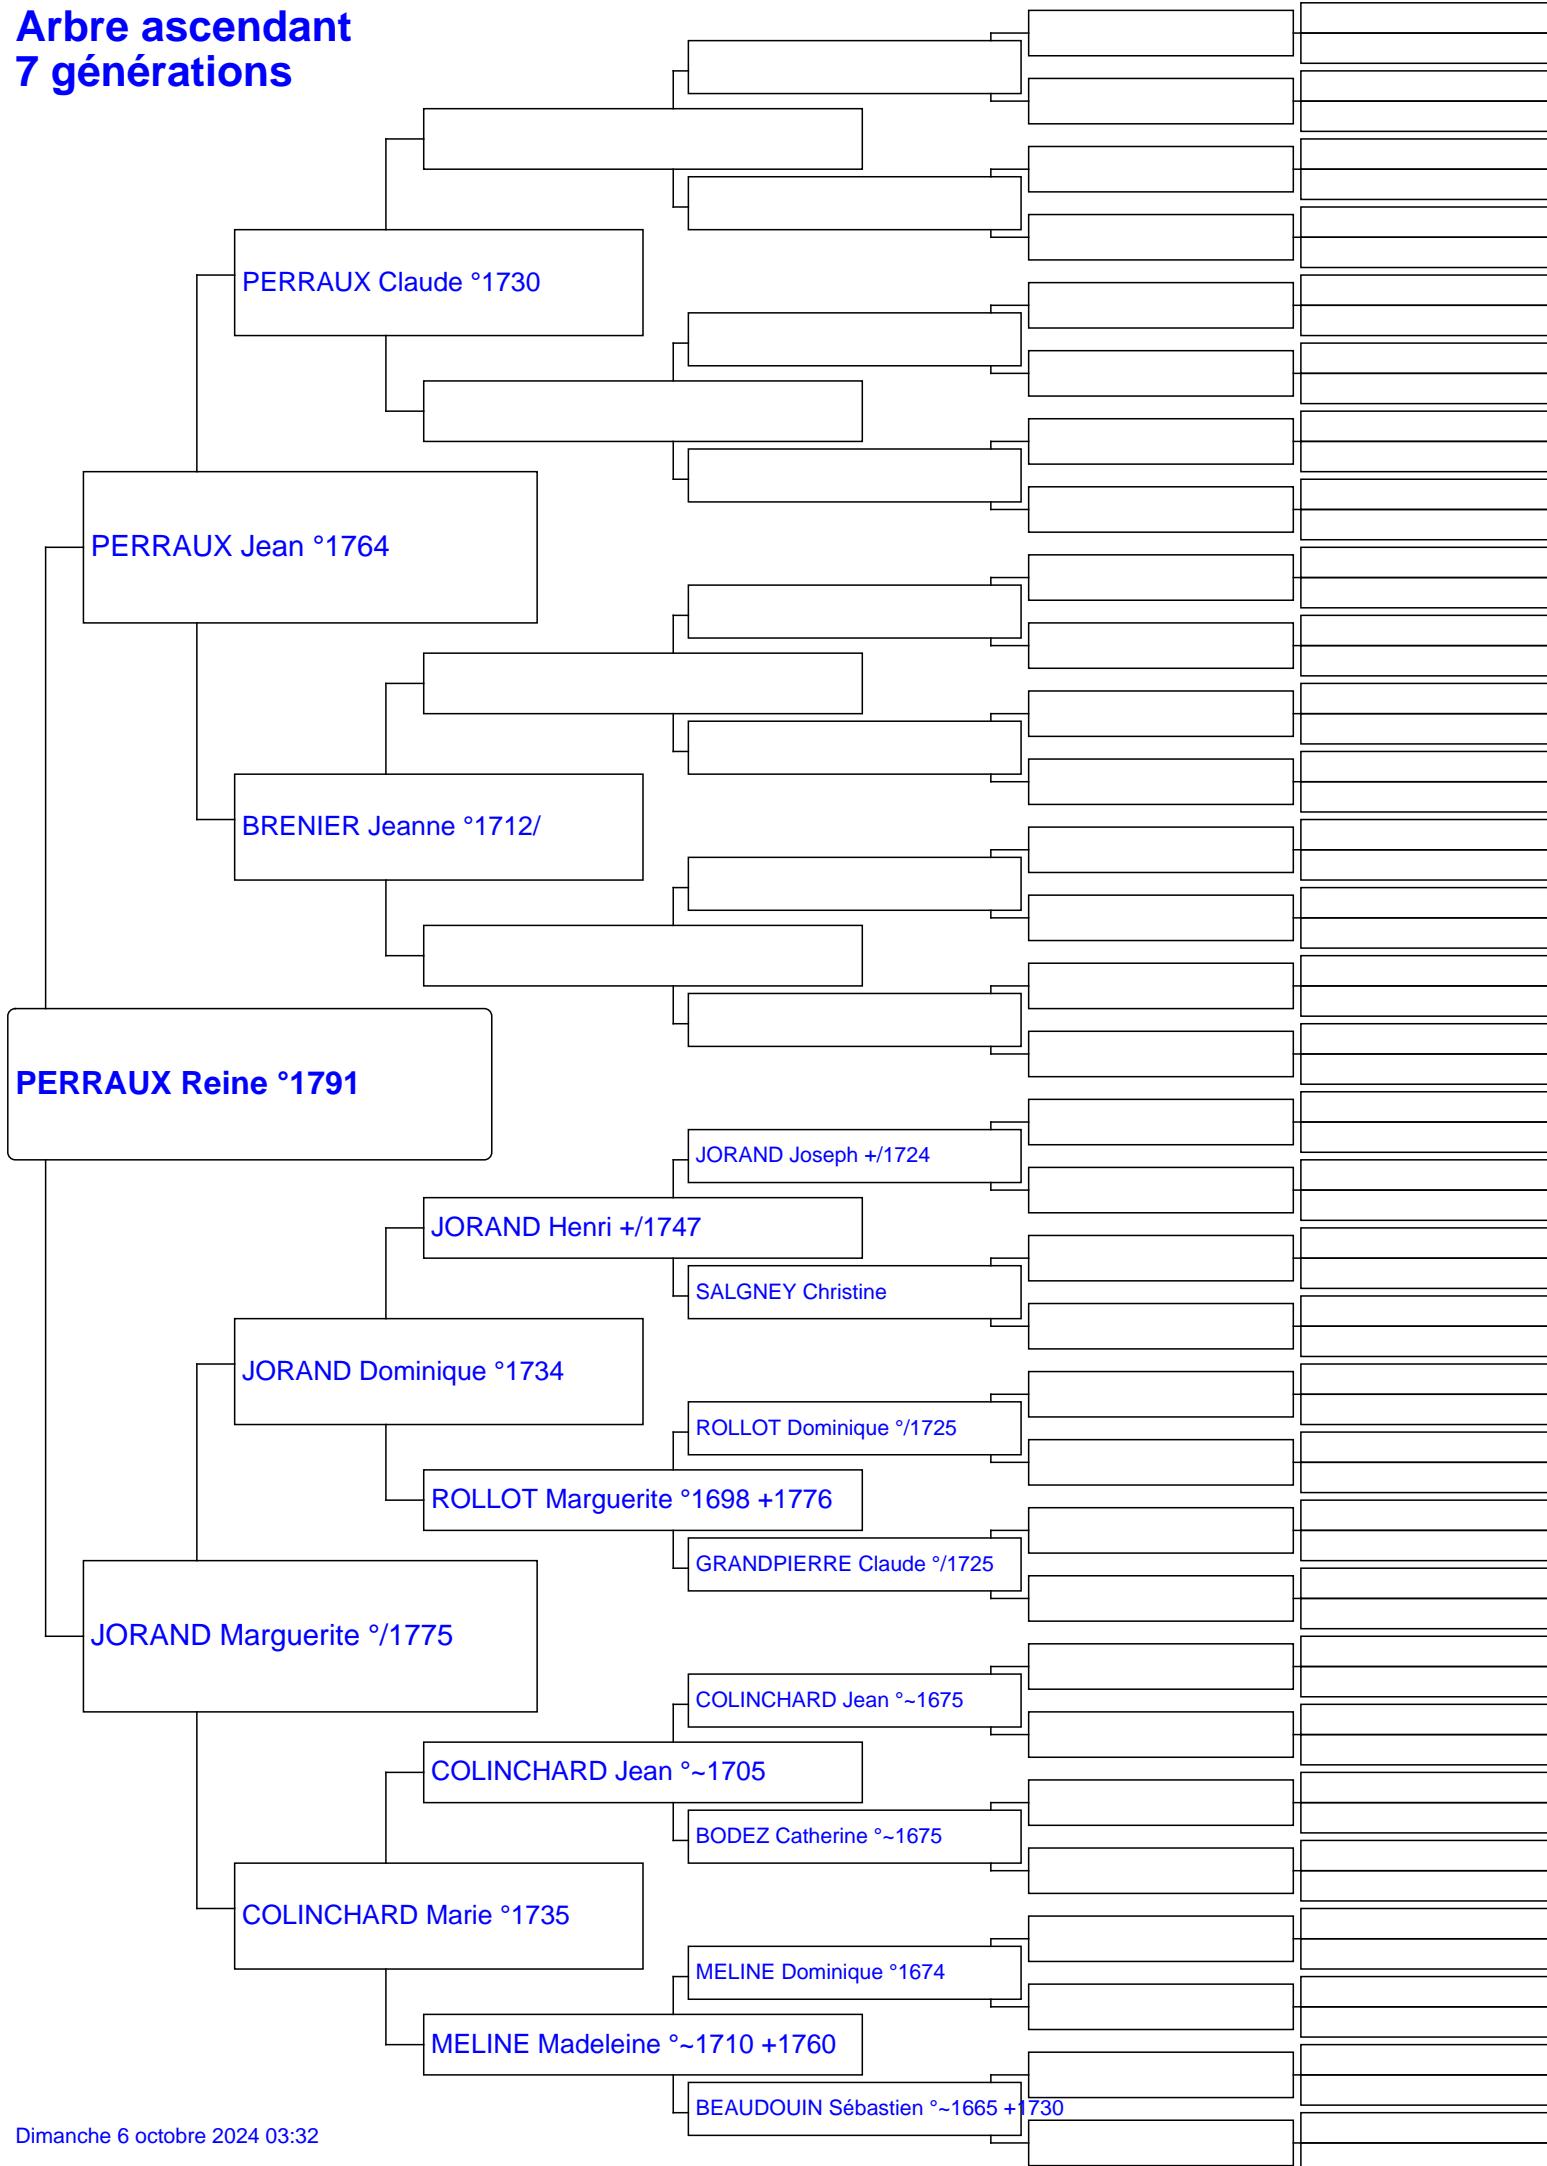 Arbre ascendant
7 générations
PERRAUX Claude °1730
PERRAUX Jean °1764
BRENIER Jeanne °1712/
PERRAUX Reine °1791
JORAND Joseph +/1724
JORAND Henri +/1747
SALGNEY Christine
JORAND Dominique °1734
ROLLOT Dominique °/1725
ROLLOT Marguerite °1698 +1776
GRANDPIERRE Claude °/1725
JORAND Marguerite °/1775
COLINCHARD Jean °~1675
COLINCHARD Jean °~1705
BODEZ Catherine °~1675
COLINCHARD Marie °1735
MELINE Dominique °1674
MELINE Madeleine °~1710 +1760
BEAUDOUIN Sébastien °~1665 +1730
Dimanche 6 octobre 2024 03:32